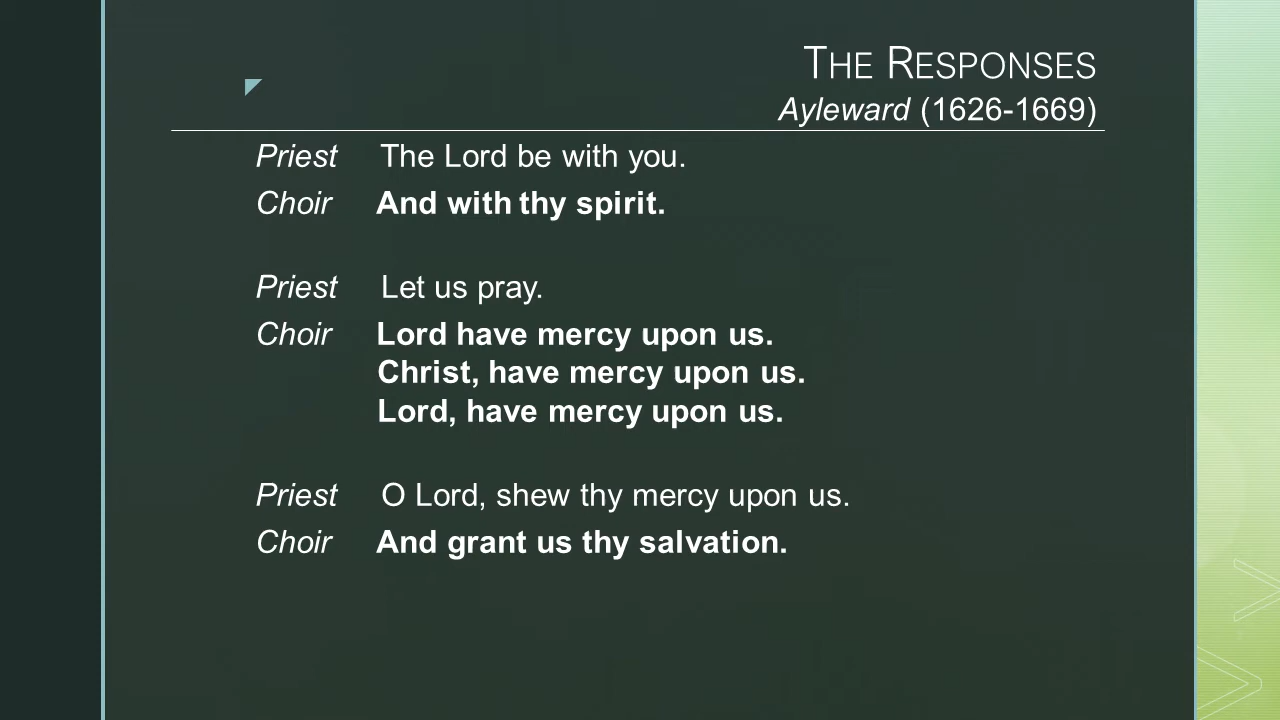 The Responses
Ayleward (1626-1669)
Priest The Lord be with you.
Choir And with thy spirit.
Priest Let us pray.
Choir Lord have mercy upon us.
Christ, have mercy upon us.
Lord, have mercy upon us.
Priest O Lord, shew thy mercy upon us.
Choir And grant us thy salvation.